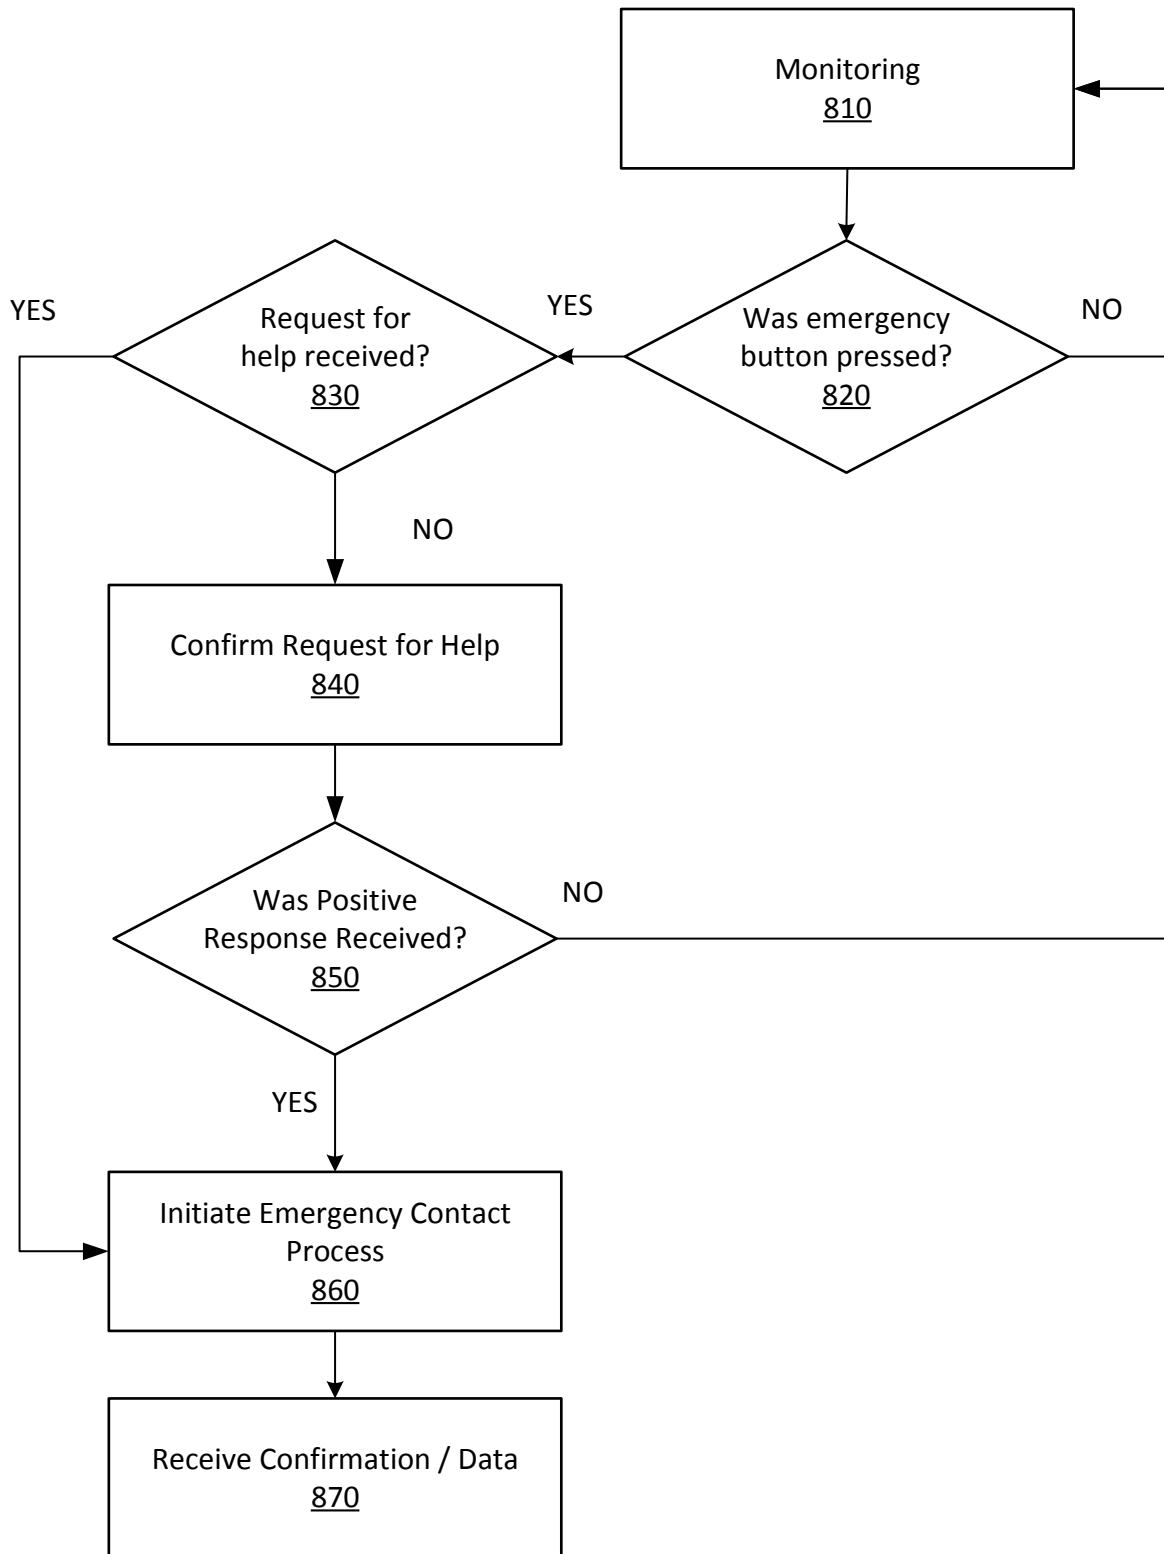 Monitoring
810
YES
Request for
help received?
830
YES
Was emergency
button pressed?
820
NO
NO
Confirm Request for Help
840
Was Positive
Response Received?
850
NO
YES
Initiate Emergency Contact
Process
860
Receive Confirmation / Data
870